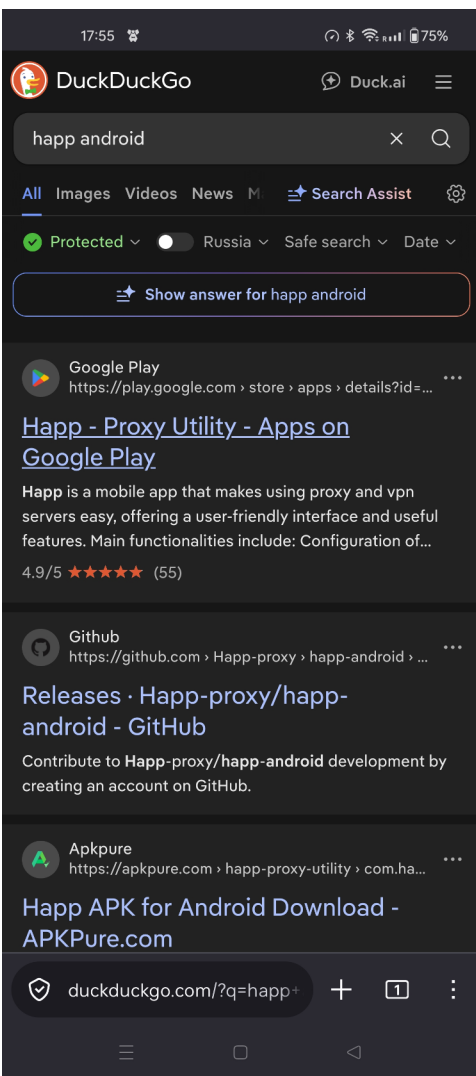 17:55 75%
DuckDuckGo Duck.ai
happ android
All Images Videos News Search Assist
Protected Russia Safe search Date
Show answer for happ android
Google Play
https://play.google.com › store › apps › details?id=...
Happ - Proxy Utility - Apps on
Google Play
Happ is a mobile app that makes using proxy and vpn
servers easy, offering a user-friendly interface and useful
features. Main functionalities include: Configuration of...
4.9/5 ★★★★★ (55)
Github
https://github.com › Happ-proxy › happ-android › ...
Releases · Happ-proxy/happ-
android - GitHub
Contribute to Happ-proxy/happ-android development by
creating an account on GitHub.
Apkpure
https://apkpure.com › happ-proxy-utility › com.ha...
Happ APK for Android Download -
APKPure.com
duckduckgo.com/?q=happ+ 1